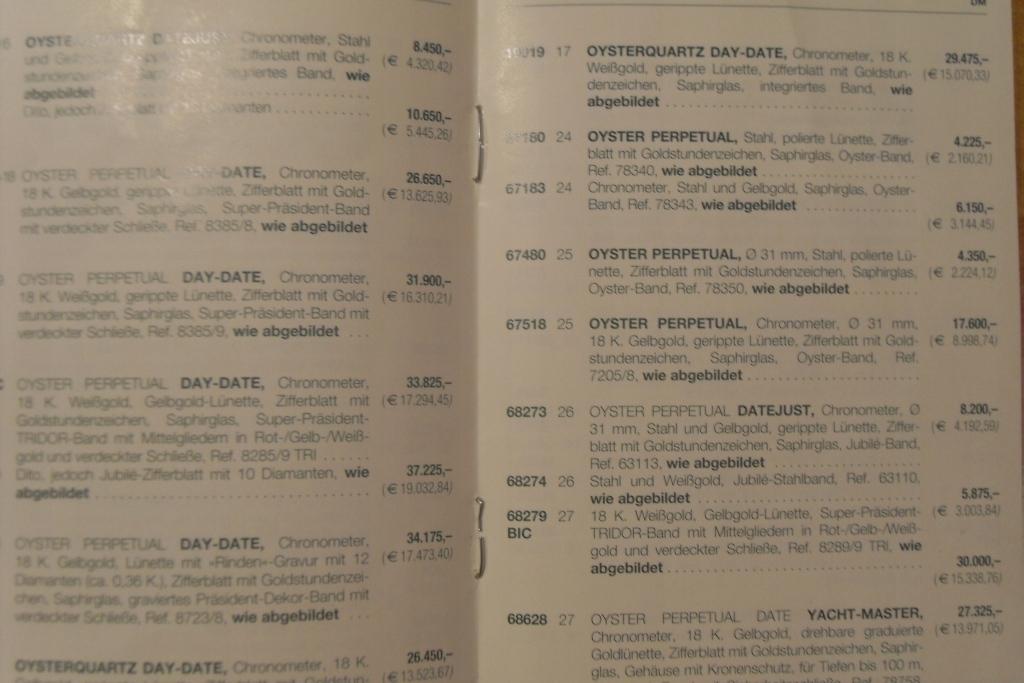 OYSTERQUARTZ DATEJUST, Chronometer, Stahl
8.450,–
(€ 4.320,42)
integriertes Band, wie
abgebildet
10.650,–
(€ 5.445,26)
OYSTER PERPETUAL DAY-DATE, Chronometer,
26.650,–
18 K. Gelbgold, gerippte Lünette, Zifferblatt mit Gold-
(€ 13.625,93)
stundenzeichen, Saphirglas, Super-Präsident-Band
mit verdeckter Schließe, Ref. 8385/8, wie abgebildet
OYSTER PERPETUAL DAY-DATE, Chronometer,
31.900,–
18 K. Weißgold, gerippte Lünette, Zifferblatt mit Gold-
(€ 16.310,21)
stundenzeichen, Saphirglas, Super-Präsident-Band mit
verdeckter Schließe, Ref. 8385/9, wie abgebildet ...
OYSTER PERPETUAL DAY-DATE, Chronometer,
33.825,–
18 K. Weißgold, Gelbgold-Lünette, Zifferblatt mit
(€ 17.294,45)
Goldstundenzeichen, Saphirglas, Super-Präsident-
TRIDOR-Band mit Mittelgliedern in Rot-/Gelb-/Weiß-
gold und verdeckter Schließe, Ref. 8285/9 TRI ......
Dito, jedoch Jubilé-Zifferblatt mit 10 Diamanten, wie
37.225,–
abgebildet
(€ 19.032,84)
OYSTER PERPETUAL DAY-DATE, Chronometer,
34.175,–
18 K. Gelbgold, Lünette mit «Rinden»-Gravur mit 12
(€ 17.473,40)
Diamanten (ca. 0,36 K.), Zifferblatt mit Goldstundenzei-
chen, Saphirglas, graviertes Präsident-Dekor-Band mit
verdeckter Schließe, Ref. 8723/8, wie abgebildet ...
OYSTERQUARTZ DAY-DATE, Chronometer, 18 K.
26.450,–
(€ 13.523,67)
DM
19019 17 OYSTERQUARTZ DAY-DATE, Chronometer, 18 K.
29.475,–
Weißgold, gerippte Lünette, Zifferblatt mit Goldstun-
(€ 15.070,33)
denzeichen, Saphirglas, integriertes Band, wie
abgebildet
67180 24 OYSTER PERPETUAL, Stahl, polierte Lünette, Ziffer-
4.225,–
blatt mit Goldstundenzeichen, Saphirglas, Oyster-Band,
(€ 2.160,21)
Ref. 78340, wie abgebildet
67183 24 Chronometer, Stahl und Gelbgold, Saphirglas, Oyster-
Band, Ref. 78343, wie abgebildet
6.150,–
(€ 3.144,45)
67480 25 OYSTER PERPETUAL, Ø 31 mm, Stahl, polierte Lü-
4.350,–
nette, Zifferblatt mit Goldstundenzeichen, Saphirglas,
(€ 2.224,12)
Oyster-Band, Ref. 78350, wie abgebildet
67518 25 OYSTER PERPETUAL, Chronometer, Ø 31 mm,
17.600,–
18 K. Gelbgold, gerippte Lünette, Zifferblatt mit Gold-
(€ 8.998,74)
stundenzeichen, Saphirglas, Oyster-Band, Ref.
7205/8, wie abgebildet
68273 26 OYSTER PERPETUAL DATEJUST, Chronometer, Ø
8.200,–
31 mm, Stahl und Gelbgold, gerippte Lünette, Ziffer-
(€ 4.192,59)
blatt mit Goldstundenzeichen, Saphirglas, Jubilé-Band,
Ref. 63113, wie abgebildet
68274 26 Stahl und Weißgold, Jubilé-Stahlband, Ref. 63110,
wie abgebildet
5.875,–
68279 27 18 K. Weißgold, Gelbgold-Lünette, Super-Präsident-
(€ 3.003,84)
BIC TRIDOR-Band mit Mittelgliedern in Rot-/Gelb-/Weiß-
gold und verdeckter Schließe, Ref. 8289/9 TRI, wie
abgebildet
30.000,–
(€ 15.338,76)
68628 27 OYSTER PERPETUAL DATE YACHT-MASTER,
27.325,–
Chronometer, 18 K. Gelbgold, drehbare graduierte
(€ 13.971,05)
Goldlünette, Zifferblatt mit Goldstundenzeichen, Saphir-
glas, Gehäuse mit Kronenschutz, für Tiefen bis 100 m,